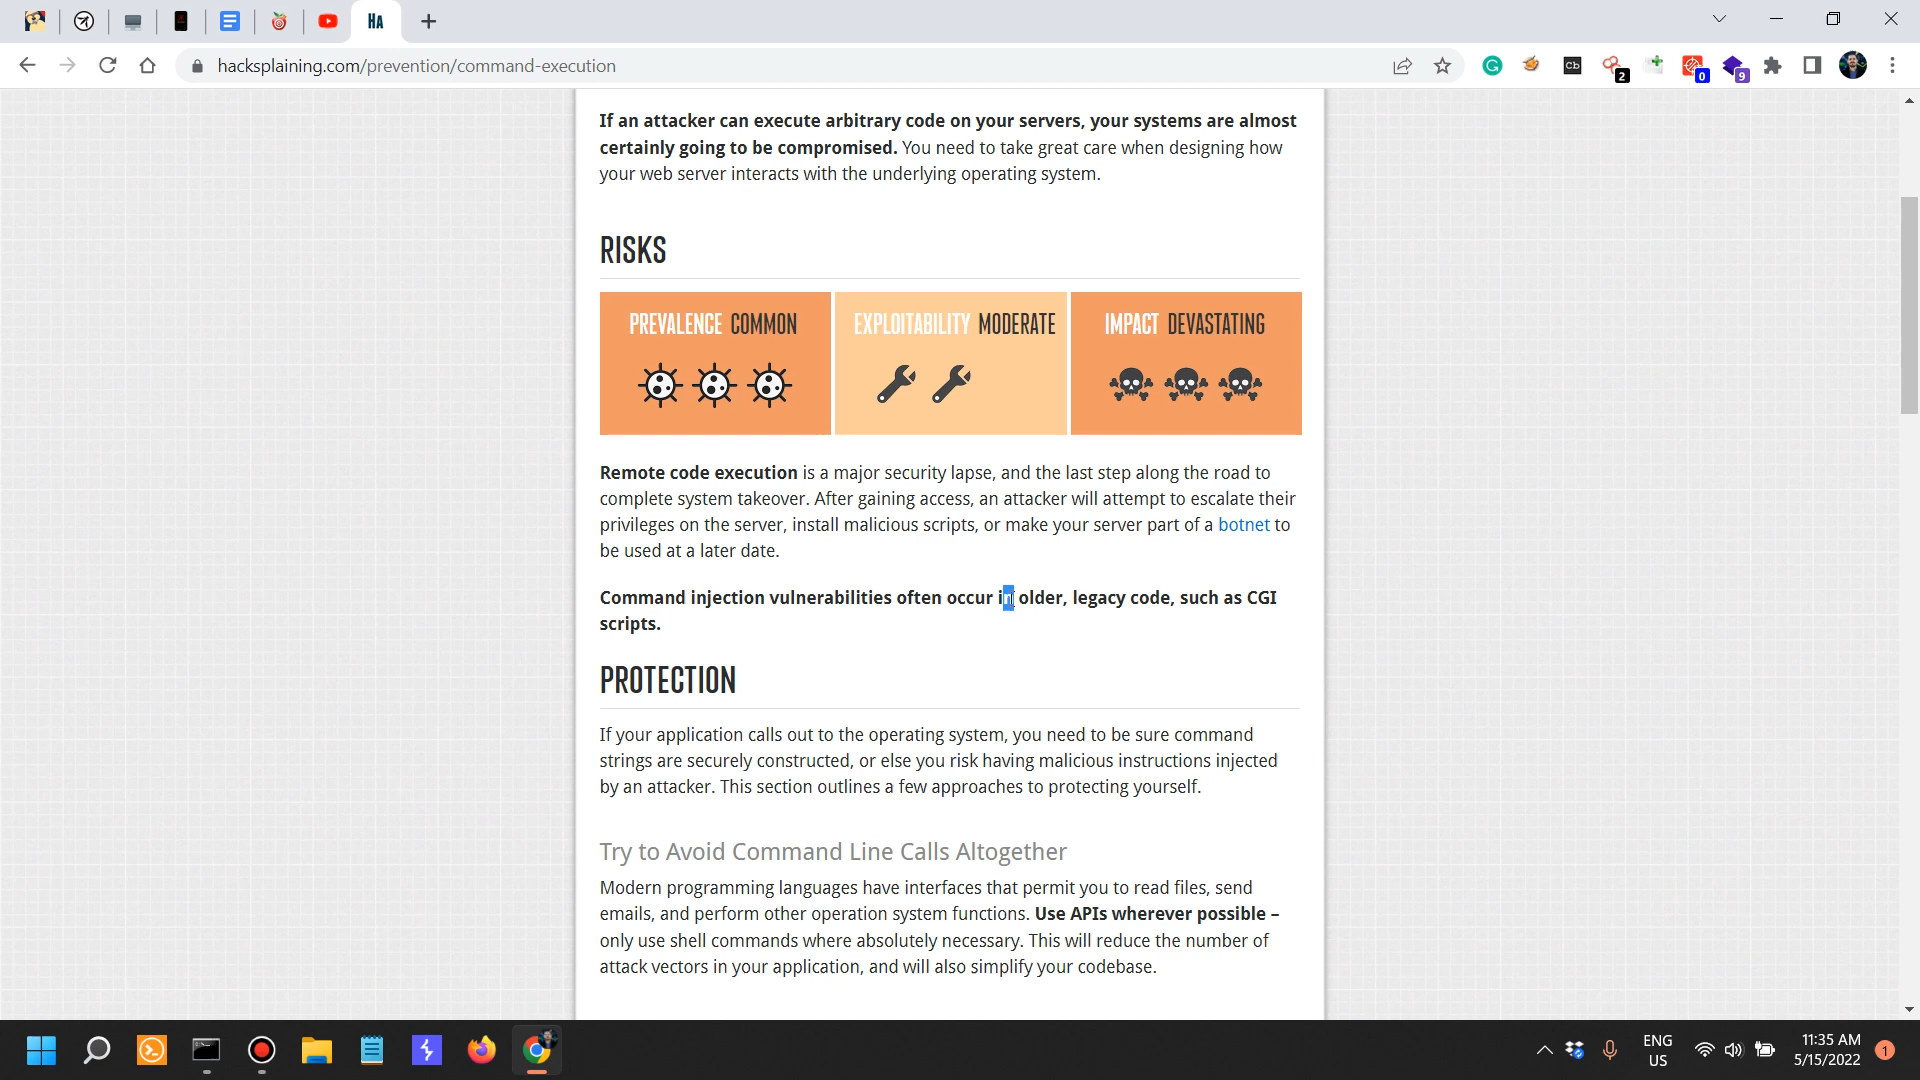 Ha
hacksplaining.com/prevention/command-execution
Cb
2
0
9
If an attacker can execute arbitrary code on your servers, your systems are almost
certainly going to be compromised. You need to take great care when designing how
your web server interacts with the underlying operating system.
RISKS
PREVALENCE COMMON
EXPLOITABILITY MODERATE
IMPACT DEVASTATING
Remote code execution is a major security lapse, and the last step along the road to
complete system takeover. After gaining access, an attacker will attempt to escalate their
privileges on the server, install malicious scripts, or make your server part of a botnet to
be used at a later date.
Command injection vulnerabilities often occur in older, legacy code, such as CGI
scripts.
PROTECTION
If your application calls out to the operating system, you need to be sure command
strings are securely constructed, or else you risk having malicious instructions injected
by an attacker. This section outlines a few approaches to protecting yourself.
Try to Avoid Command Line Calls Altogether
Modern programming languages have interfaces that permit you to read files, send
emails, and perform other operation system functions. Use APIs wherever possible –
only use shell commands where absolutely necessary. This will reduce the number of
attack vectors in your application, and will also simplify your codebase.
ENG
US
11:35 AM
5/15/2022
1